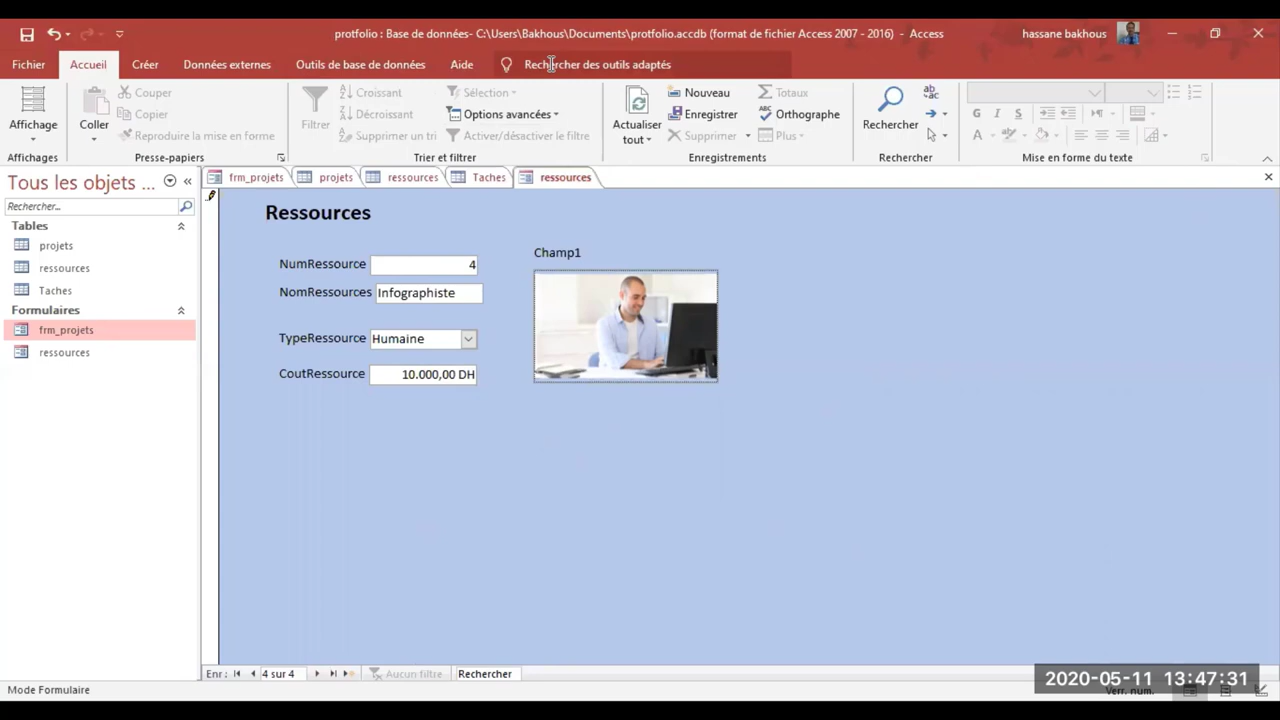 protfolio : Base de données- C:\Users\Bakhous\Documents\protfolio.accdb (format de fichier Access 2007 - 2016) - Access
hassane bakhous
Fichier
Accueil
Créer
Données externes
Outils de base de données
Aide
Rechercher des outils adaptés
Affichage
Affichages
Coller
Couper
Copier
Reproduire la mise en forme
Presse-papiers
Filtrer
Croissant
Décroissant
Supprimer un t
Sélection
Options avancées
Activer/désactiver le filtre
Trier et filtrer
Actualiser
tout
Nouveau
Enregistrer
Supprimer
Totaux
Orthographe
Plus
Enregistrements
Rechercher
Rechercher
G I S
A
Mise en forme du texte
Tous les objets ...
Rechercher...
Tables
projets
ressources
Taches
Formulaires
frm_projets
ressources
frm_projets
projets
ressources
Taches
ressources
Ressources
NumRessource 4
NomRessources Infographiste
TypeRessource Humaine
CoutRessource 10.000,00 DH
Champ1
Enr : 4 sur 4 Aucun filtre Rechercher
Mode Formulaire
2020-05-11 13:47:31
Verr. num.